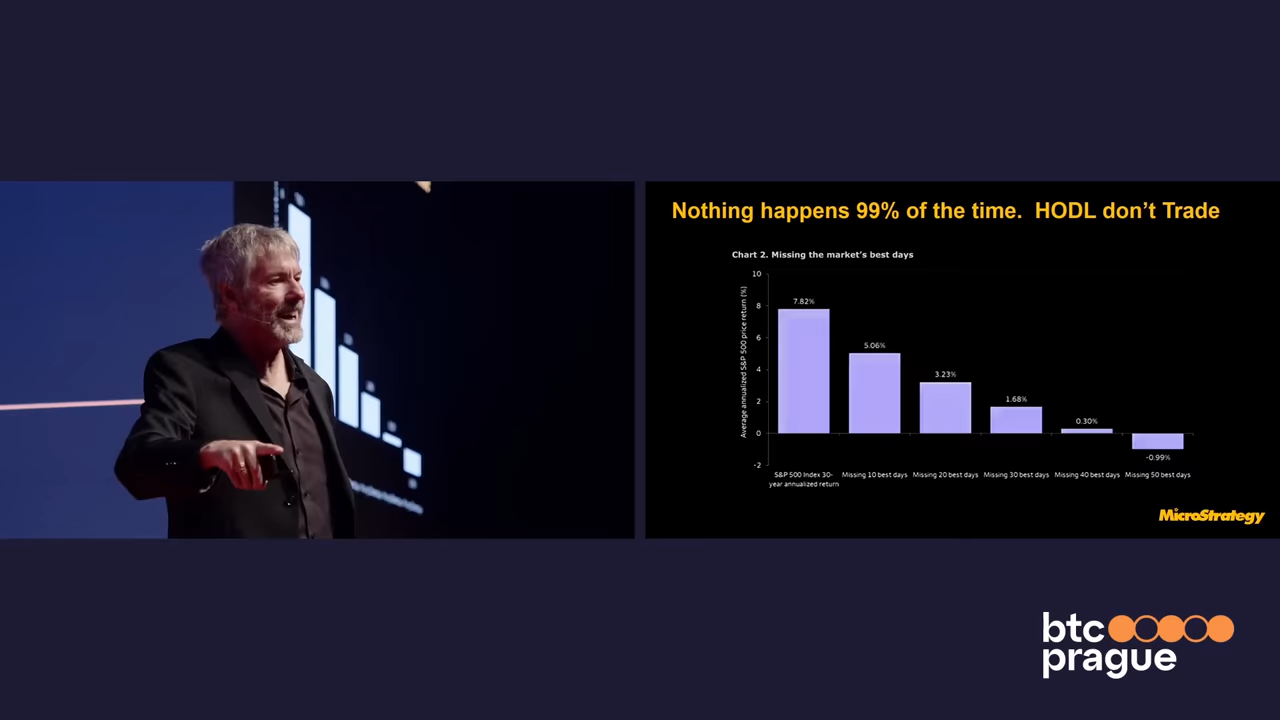 Nothing happens 99% of the time. HODL don't Trade
Chart 2. Missing the market's best days
Average annualized S&P 500 price return (%)
10
8
6
4
2
0
-2
7.82%
5.06%
3.23%
1.68%
0.30%
-0.99%
S&P 500 Index 30-
year annualized return
Missing 10 best days
Missing 20 best days
Missing 30 best days
Missing 40 best days
Missing 50 best days
MicroStrategy
btc
prague